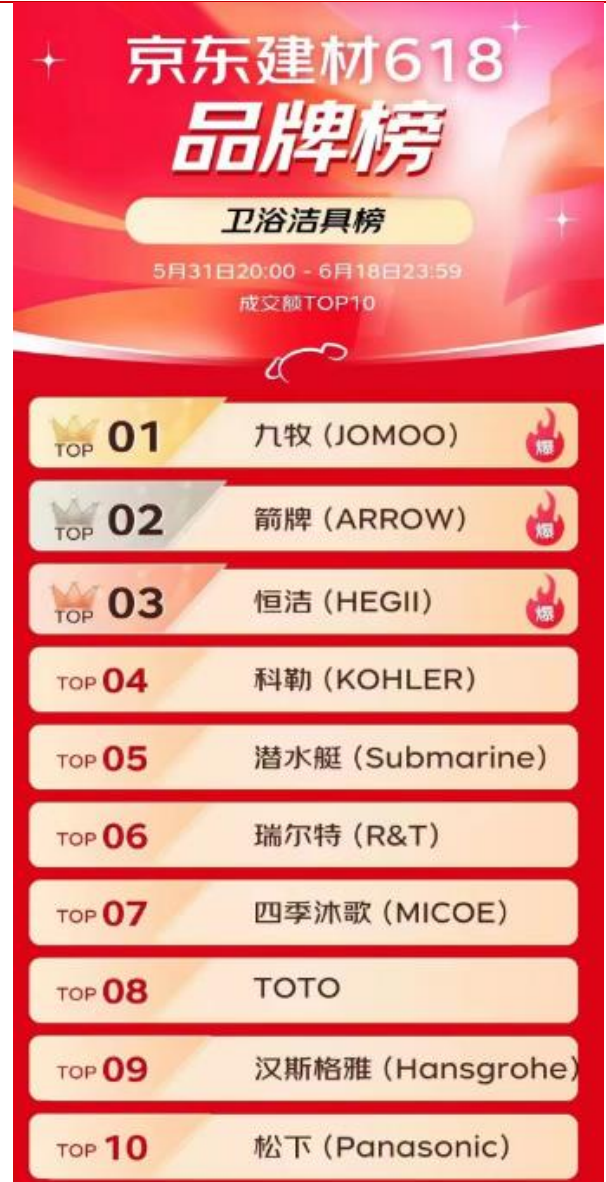 京东建材618
品牌榜
卫浴洁具榜
5月31日20:00 - 6月18日23:59
成交额TOP10
TOP 01 九牧（JOMOO） 爆
TOP 02 箭牌（ARROW） 爆
TOP 03 恒洁（HEGII） 爆
TOP 04 科勒（KOHLER）
TOP 05 潜水艇（Submarine）
TOP 06 瑞尔特（R&T）
TOP 07 四季沐歌（MICOE）
TOP 08 TOTO
TOP 09 汉斯格雅（Hansgrohe）
TOP 10 松下（Panasonic）